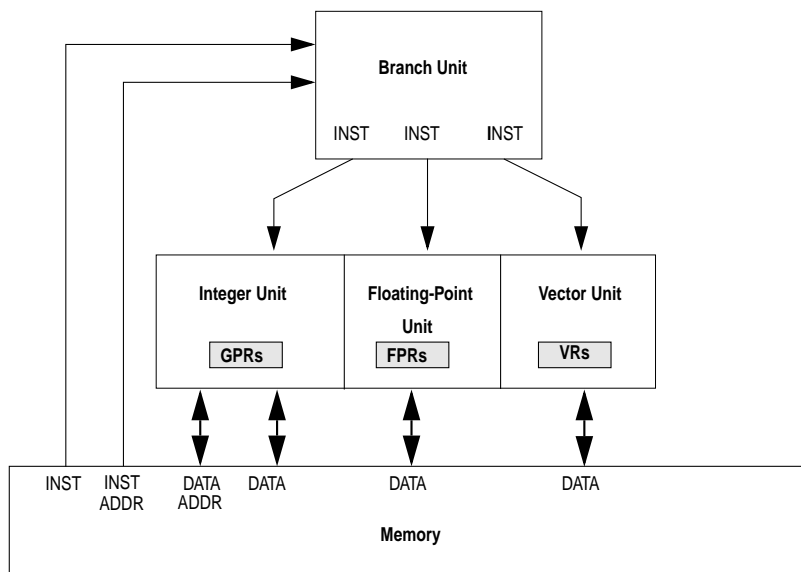 Branch Unit
INST INST INST
Integer Unit
Floating-Point
Unit
Vector Unit
GPRs
FPRs
VRs
INST
INST
ADDR
DATA
ADDR
DATA
DATA
DATA
Memory